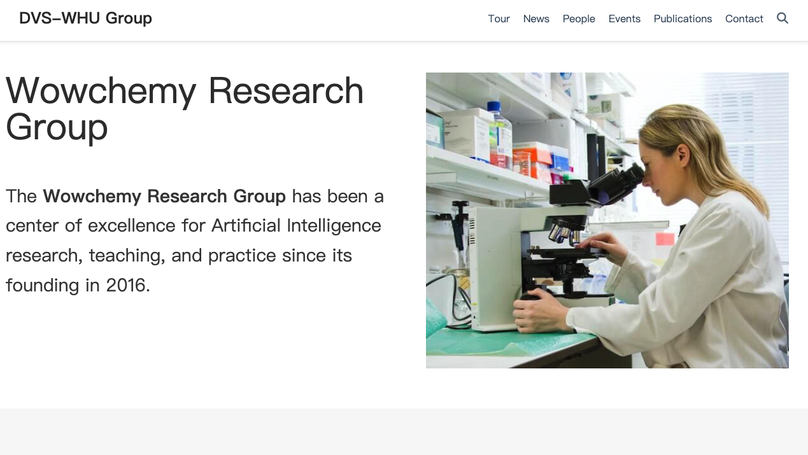 DVS–WHU Group
Tour News People Events Publications Contact
Wowchemy Research
Group
The Wowchemy Research Group has been a
center of excellence for Artificial Intelligence
research, teaching, and practice since its
founding in 2016.